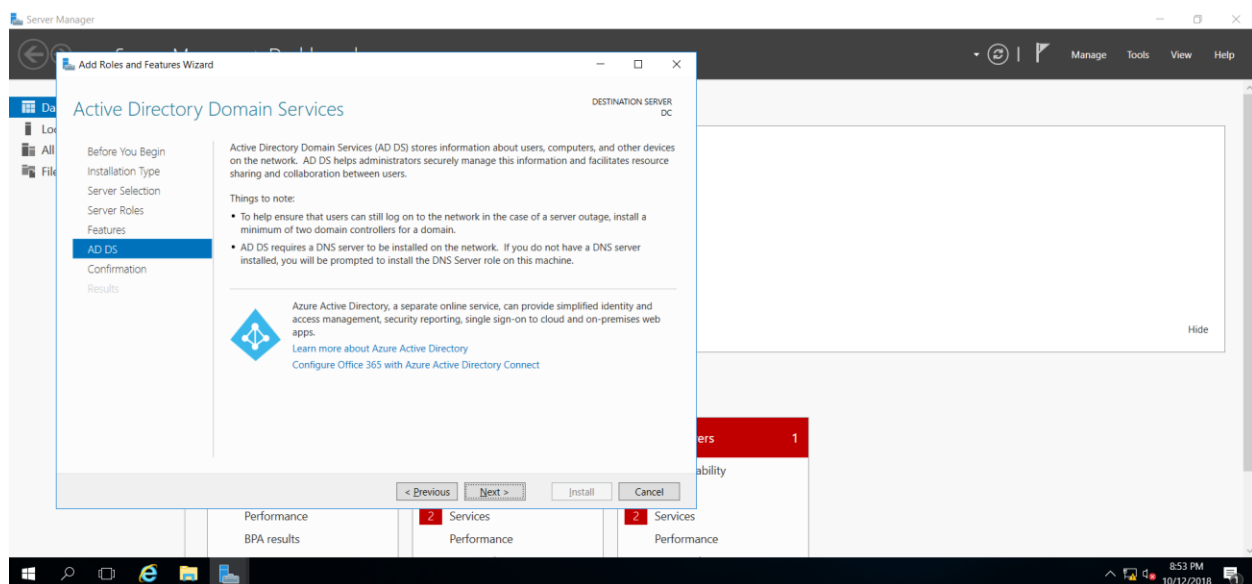 Server Manager
Manage Tools View Help
Add Roles and Features Wizard
Active Directory Domain Services
DESTINATION SERVER
DC
Before You Begin
Installation Type
Server Selection
Server Roles
Features
AD DS
Confirmation
Results
Active Directory Domain Services (AD DS) stores information about users, computers, and other devices
on the network. AD DS helps administrators securely manage this information and facilitates resource
sharing and collaboration between users.
Things to note:
• To help ensure that users can still log on to the network in the case of a server outage, install a
minimum of two domain controllers for a domain.
• AD DS requires a DNS server to be installed on the network. If you do not have a DNS server
installed, you will be prompted to install the DNS Server role on this machine.
Azure Active Directory, a separate online service, can provide simplified identity and
access management, security reporting, single sign-on to cloud and on-premises web
apps.
Learn more about Azure Active Directory
Configure Office 365 with Azure Active Directory Connect
< Previous Next > Install Cancel
Da
Loc
All
File
Hide
ers 1
ability
Performance
BPA results
2 Services
Performance
2 Services
Performance
8:53 PM
10/12/2018